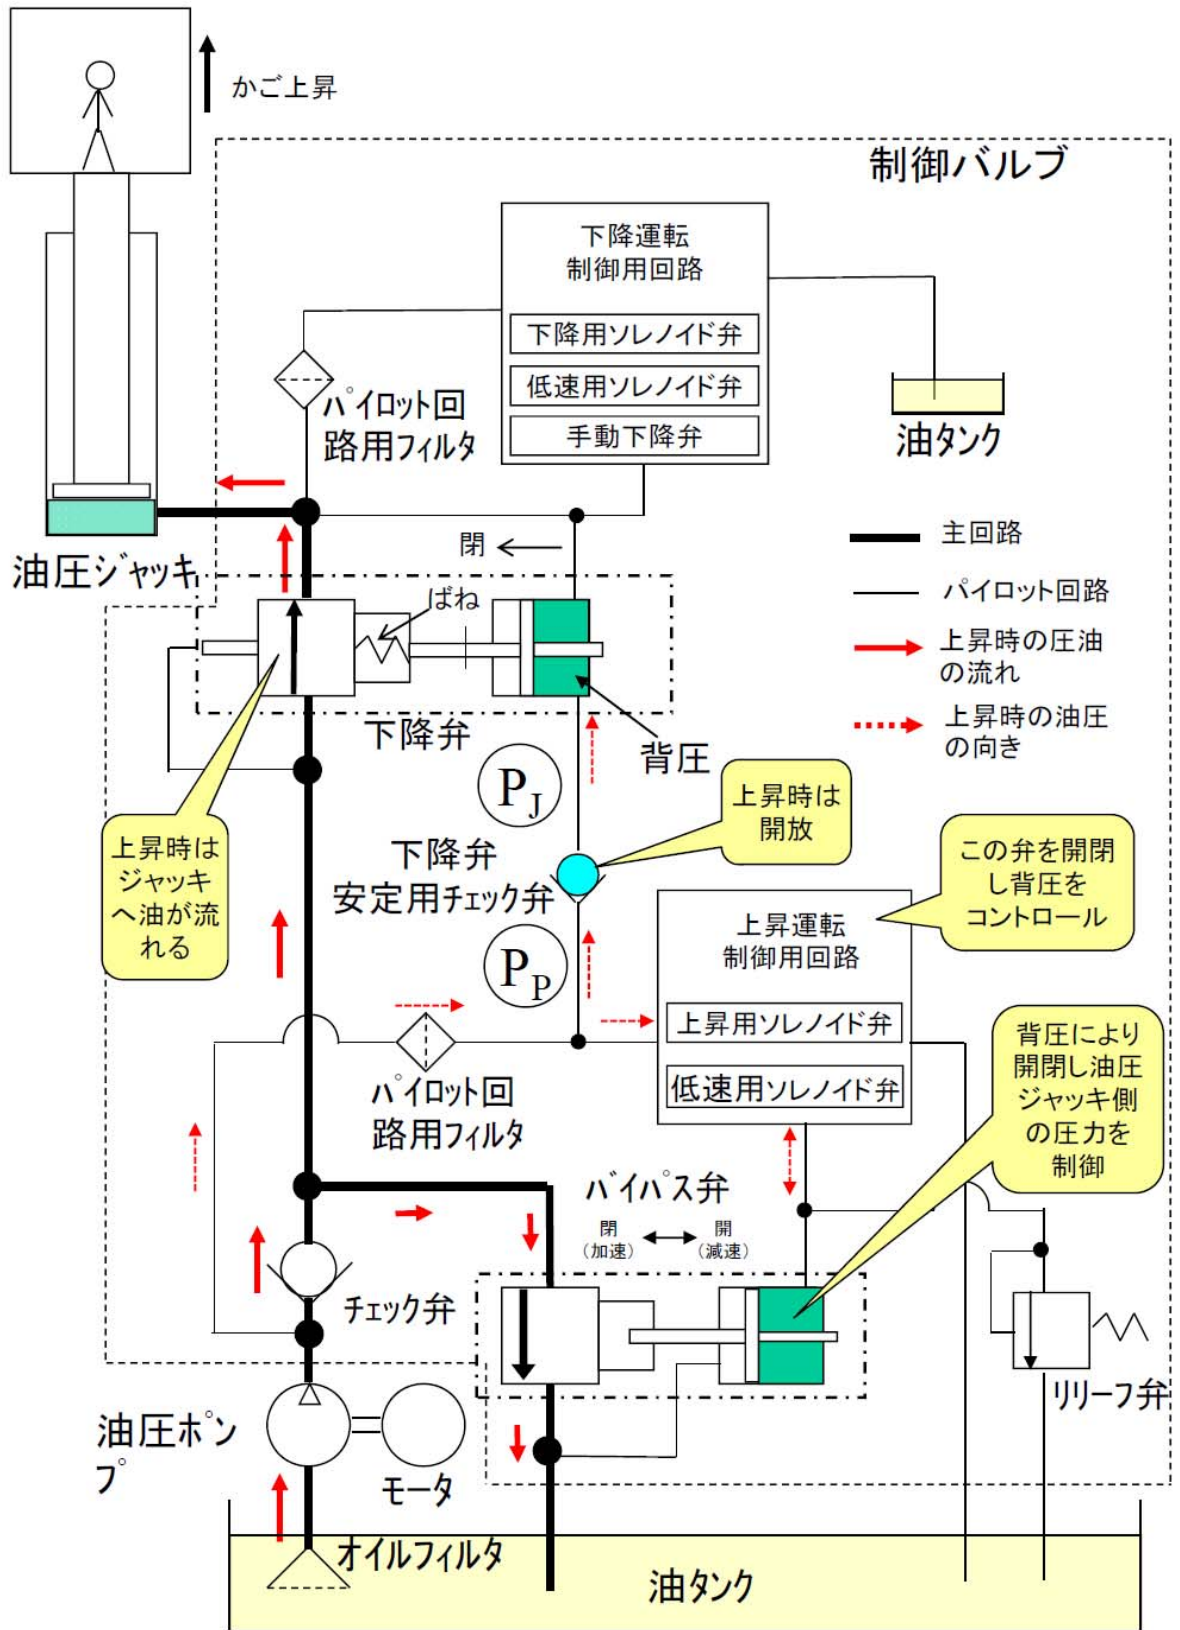 かご上昇
制御バルブ
下降運転
制御用回路
下降用ソレノイド弁
低速用ソレノイド弁
手動下降弁
パイロット回
路用フィルタ
油タンク
油圧ジャッキ
閉
ばね
主回路
パイロット回路
上昇時の圧油
の流れ
上昇時の油圧
の向き
下降弁
背圧
PJ
上昇時は
開放
上昇時は
ジャッキ
へ油が流
れる
下降弁
安定用チェック弁
この弁を開閉
し背圧を
コントロール
上昇運転
制御用回路
PP
上昇用ソレノイド弁
低速用ソレノイド弁
パイロット回
路用フィルタ
背圧により
開閉し油圧
ジャッキ側
の圧力を
制御
バイパス弁
閉
(加速)
開
(減速)
チェック弁
リリーフ弁
油圧ポン
プ
モータ
オイルフィルタ
油タンク